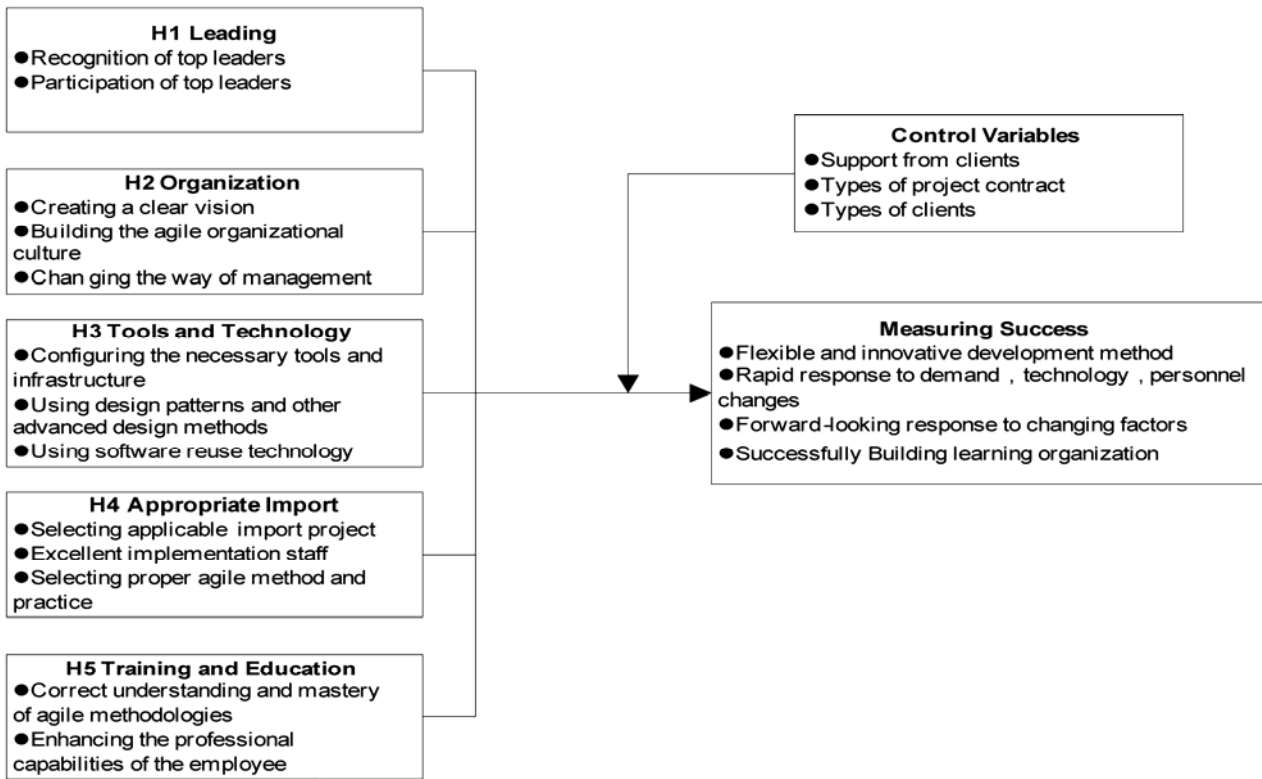 H1 Leading
●Recognition of top leaders
●Participation of top leaders
H2 Organization
●Creating a clear vision
●Building the agile organizational
culture
●Chan ging the way of management
H3 Tools and Technology
●Configuring the necessary tools and
infrastructure
●Using design patterns and other
advanced design methods
●Using software reuse technology
H4 Appropriate Import
●Selecting applicable import project
●Excellent implementation staff
●Selecting proper agile method and
practice
H5 Training and Education
●Correct understanding and mastery
of agile methodologies
●Enhancing the professional
capabilities of the employee
Control Variables
●Support from clients
●Types of project contract
●Types of clients
Measuring Success
●Flexible and innovative development method
●Rapid response to demand , technology , personnel
changes
●Forward-looking response to changing factors
●Successfully Building learning organization